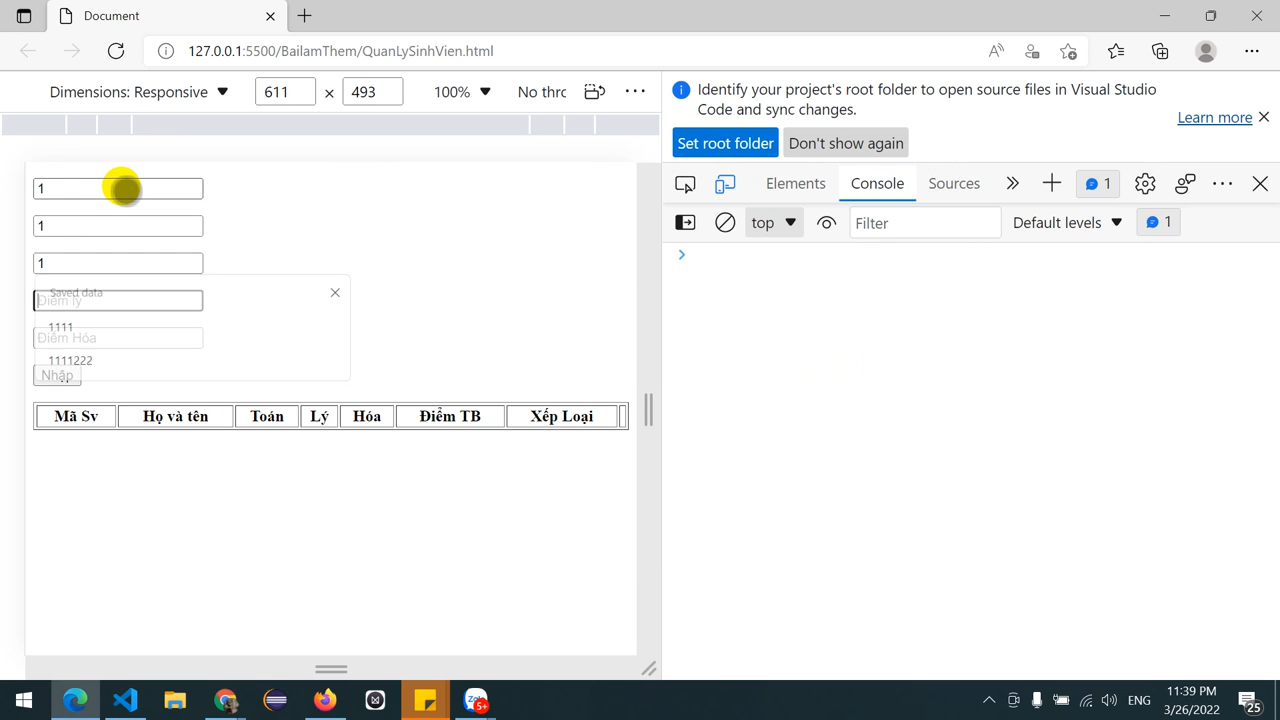 Document
127.0.0.1:5500/BailamThem/QuanLySinhVien.html
Dimensions: Responsive
611
×
493
100%
No thrc
Identify your project's root folder to open source files in Visual Studio
Code and sync changes.
Learn more
Set root folder
Don't show again
Elements
Console
Sources
1
top
Filter
Default levels
1
1
1
1
Saved data
Điểm lý
1111
Điểm Hóa
1111222
Nhập
Mã Sv
Họ và tên
Toán
Lý
Hóa
Điểm TB
Xếp Loại
5+
ENG
11:39 PM
3/26/2022
25